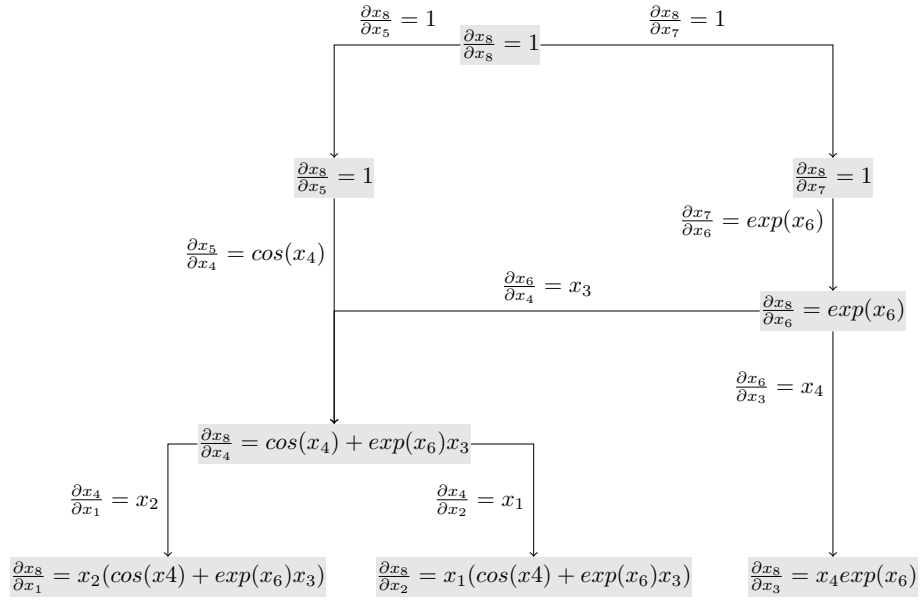 ∂x₈/∂x₅ = 1
∂x₈/∂x₇ = 1
∂x₈/∂x₈ = 1
∂x₈/∂x₅ = 1
∂x₈/∂x₇ = 1
∂x₇/∂x₆ = exp(x₆)
∂x₅/∂x₄ = cos(x₄)
∂x₆/∂x₄ = x₃
∂x₈/∂x₆ = exp(x₆)
∂x₆/∂x₃ = x₄
∂x₈/∂x₄ = cos(x₄) + exp(x₆)x₃
∂x₄/∂x₁ = x₂
∂x₄/∂x₂ = x₁
∂x₈/∂x₁ = x₂(cos(x4) + exp(x₆)x₃)
∂x₈/∂x₂ = x₁(cos(x4) + exp(x₆)x₃)
∂x₈/∂x₃ = x₄exp(x₆)